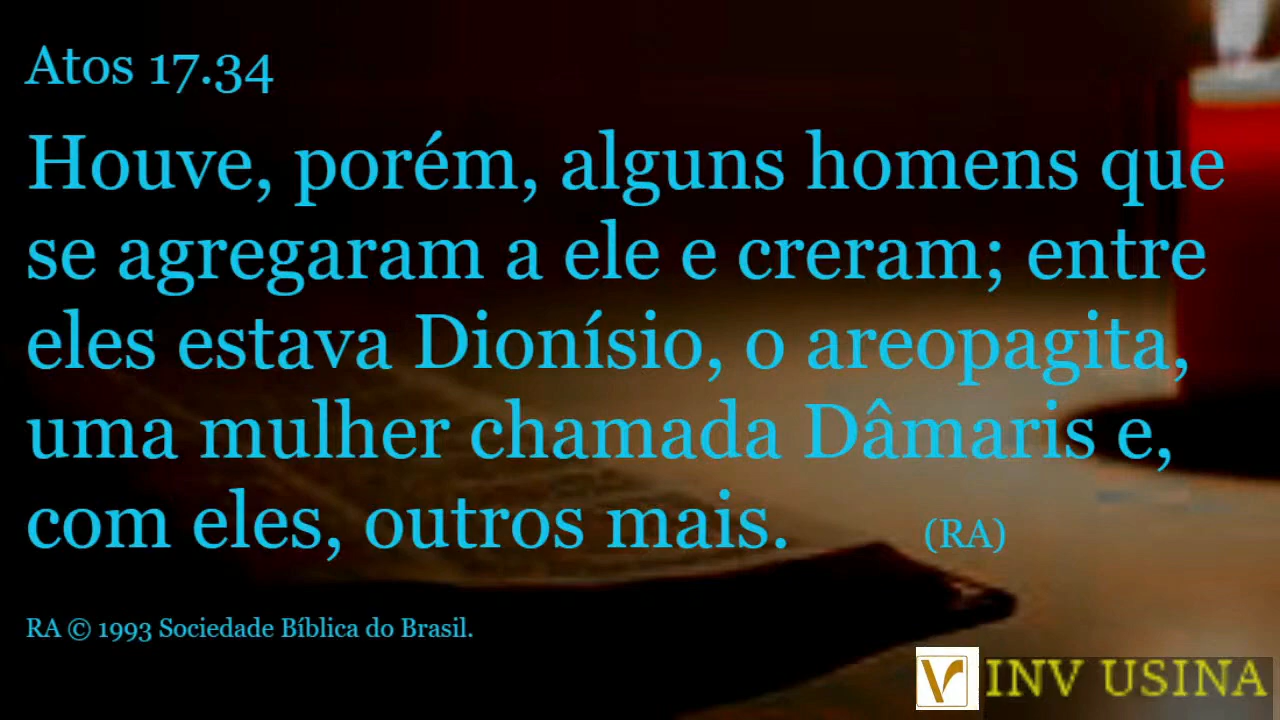 Atos 17.34
Houve, porém, alguns homens que
se agregaram a ele e creram; entre
eles estava Dionísio, o areopagita,
uma mulher chamada Dâmaris e,
com eles, outros mais. (RA)
RA © 1993 Sociedade Bíblica do Brasil.
INV USINA